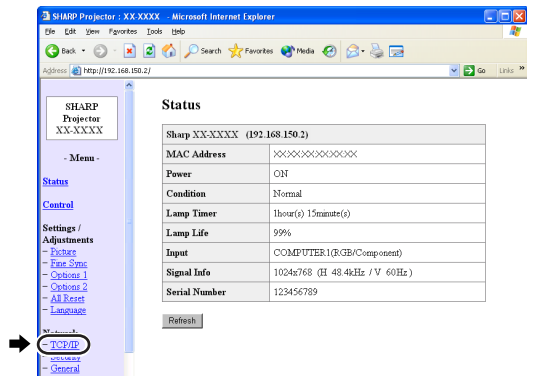 SHARP Projector : XX-XXXX - Microsoft Internet Explorer
File Edit View Favorites Tools Help
Back Search Favorites Media
Address http://192.168.150.2/ Go Links »
SHARP
Projector
XX-XXXX
- Menu -
Status
Control
Settings /
Adjustments
- Picture
- Fine Sync
- Options 1
- Options 2
- All Reset
- Language
Network
- TCP/IP
- Security
- General
Status
Sharp XX-XXXX (192.168.150.2)
MAC Address XXXXXXXXXXXX
Power ON
Condition Normal
Lamp Timer 1hour(s) 15minute(s)
Lamp Life 99%
Input COMPUTER1(RGB/Component)
Signal Info 1024x768 (H 48.4kHz / V 60Hz)
Serial Number 123456789
Refresh